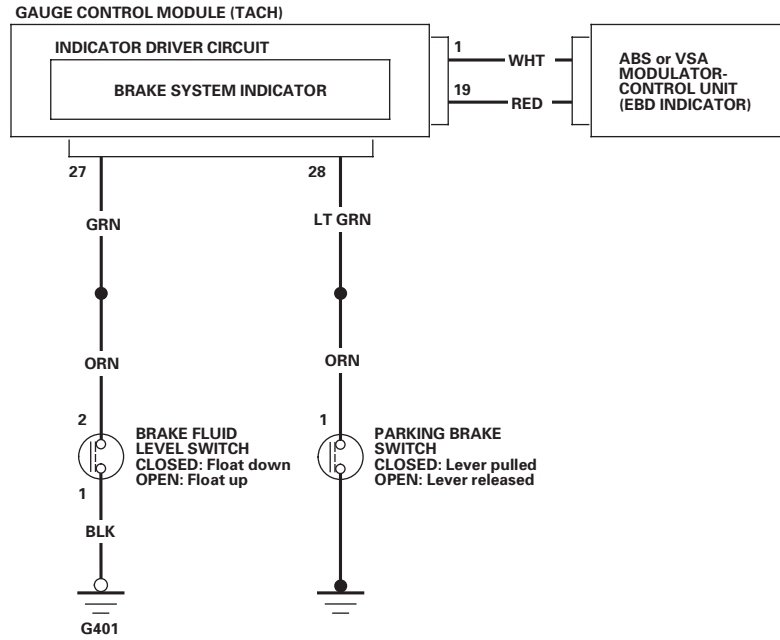 GAUGE CONTROL MODULE (TACH)
INDICATOR DRIVER CIRCUIT
BRAKE SYSTEM INDICATOR
1
WHT
19
RED
ABS or VSA
MODULATOR-
CONTROL UNIT
(EBD INDICATOR)
27
28
GRN
LT GRN
ORN
ORN
2
BRAKE FLUID
LEVEL SWITCH
CLOSED: Float down
OPEN: Float up
1
PARKING BRAKE
SWITCH
CLOSED: Lever pulled
OPEN: Lever released
1
BLK
G401